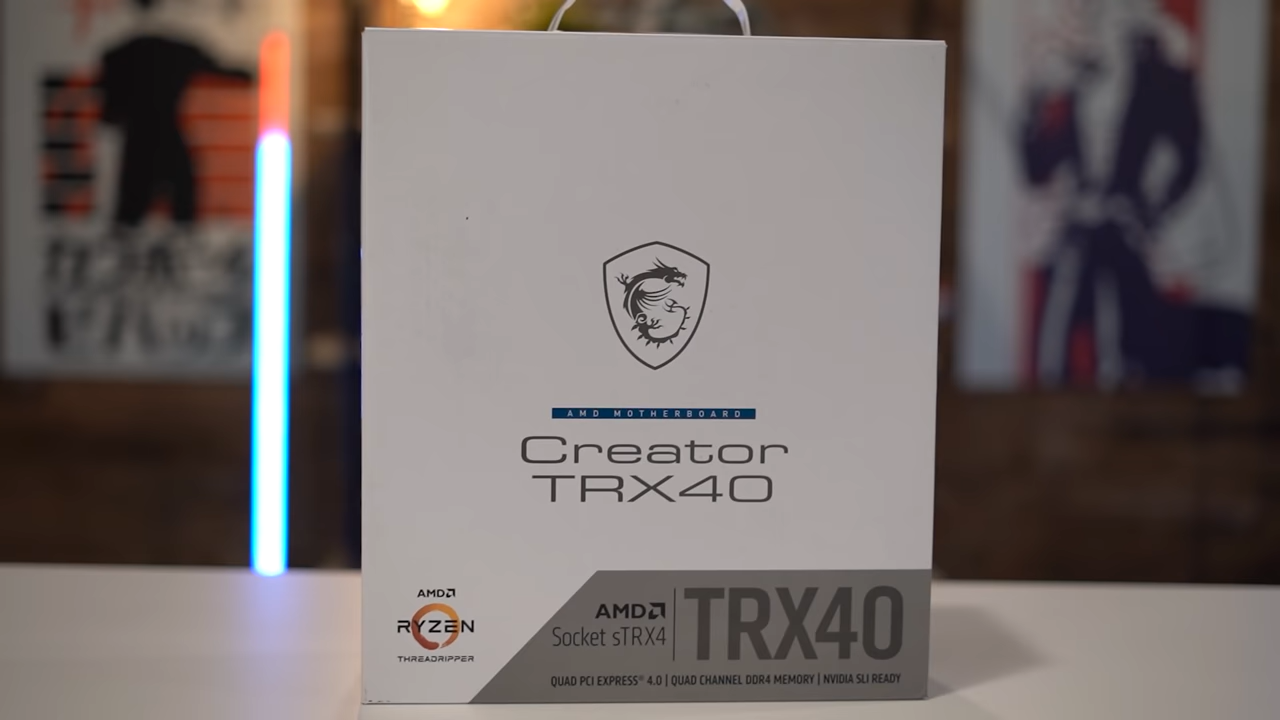 AMD MOTHERBOARD
Creator
TRX40
AMD
RYZEN
THREADRIPPER
AMD
Socket sTRX4
TRX40
QUAD PCI EXPRESS® 4.0 | QUAD CHANNEL DDR4 MEMORY | NVIDIA SLI READY